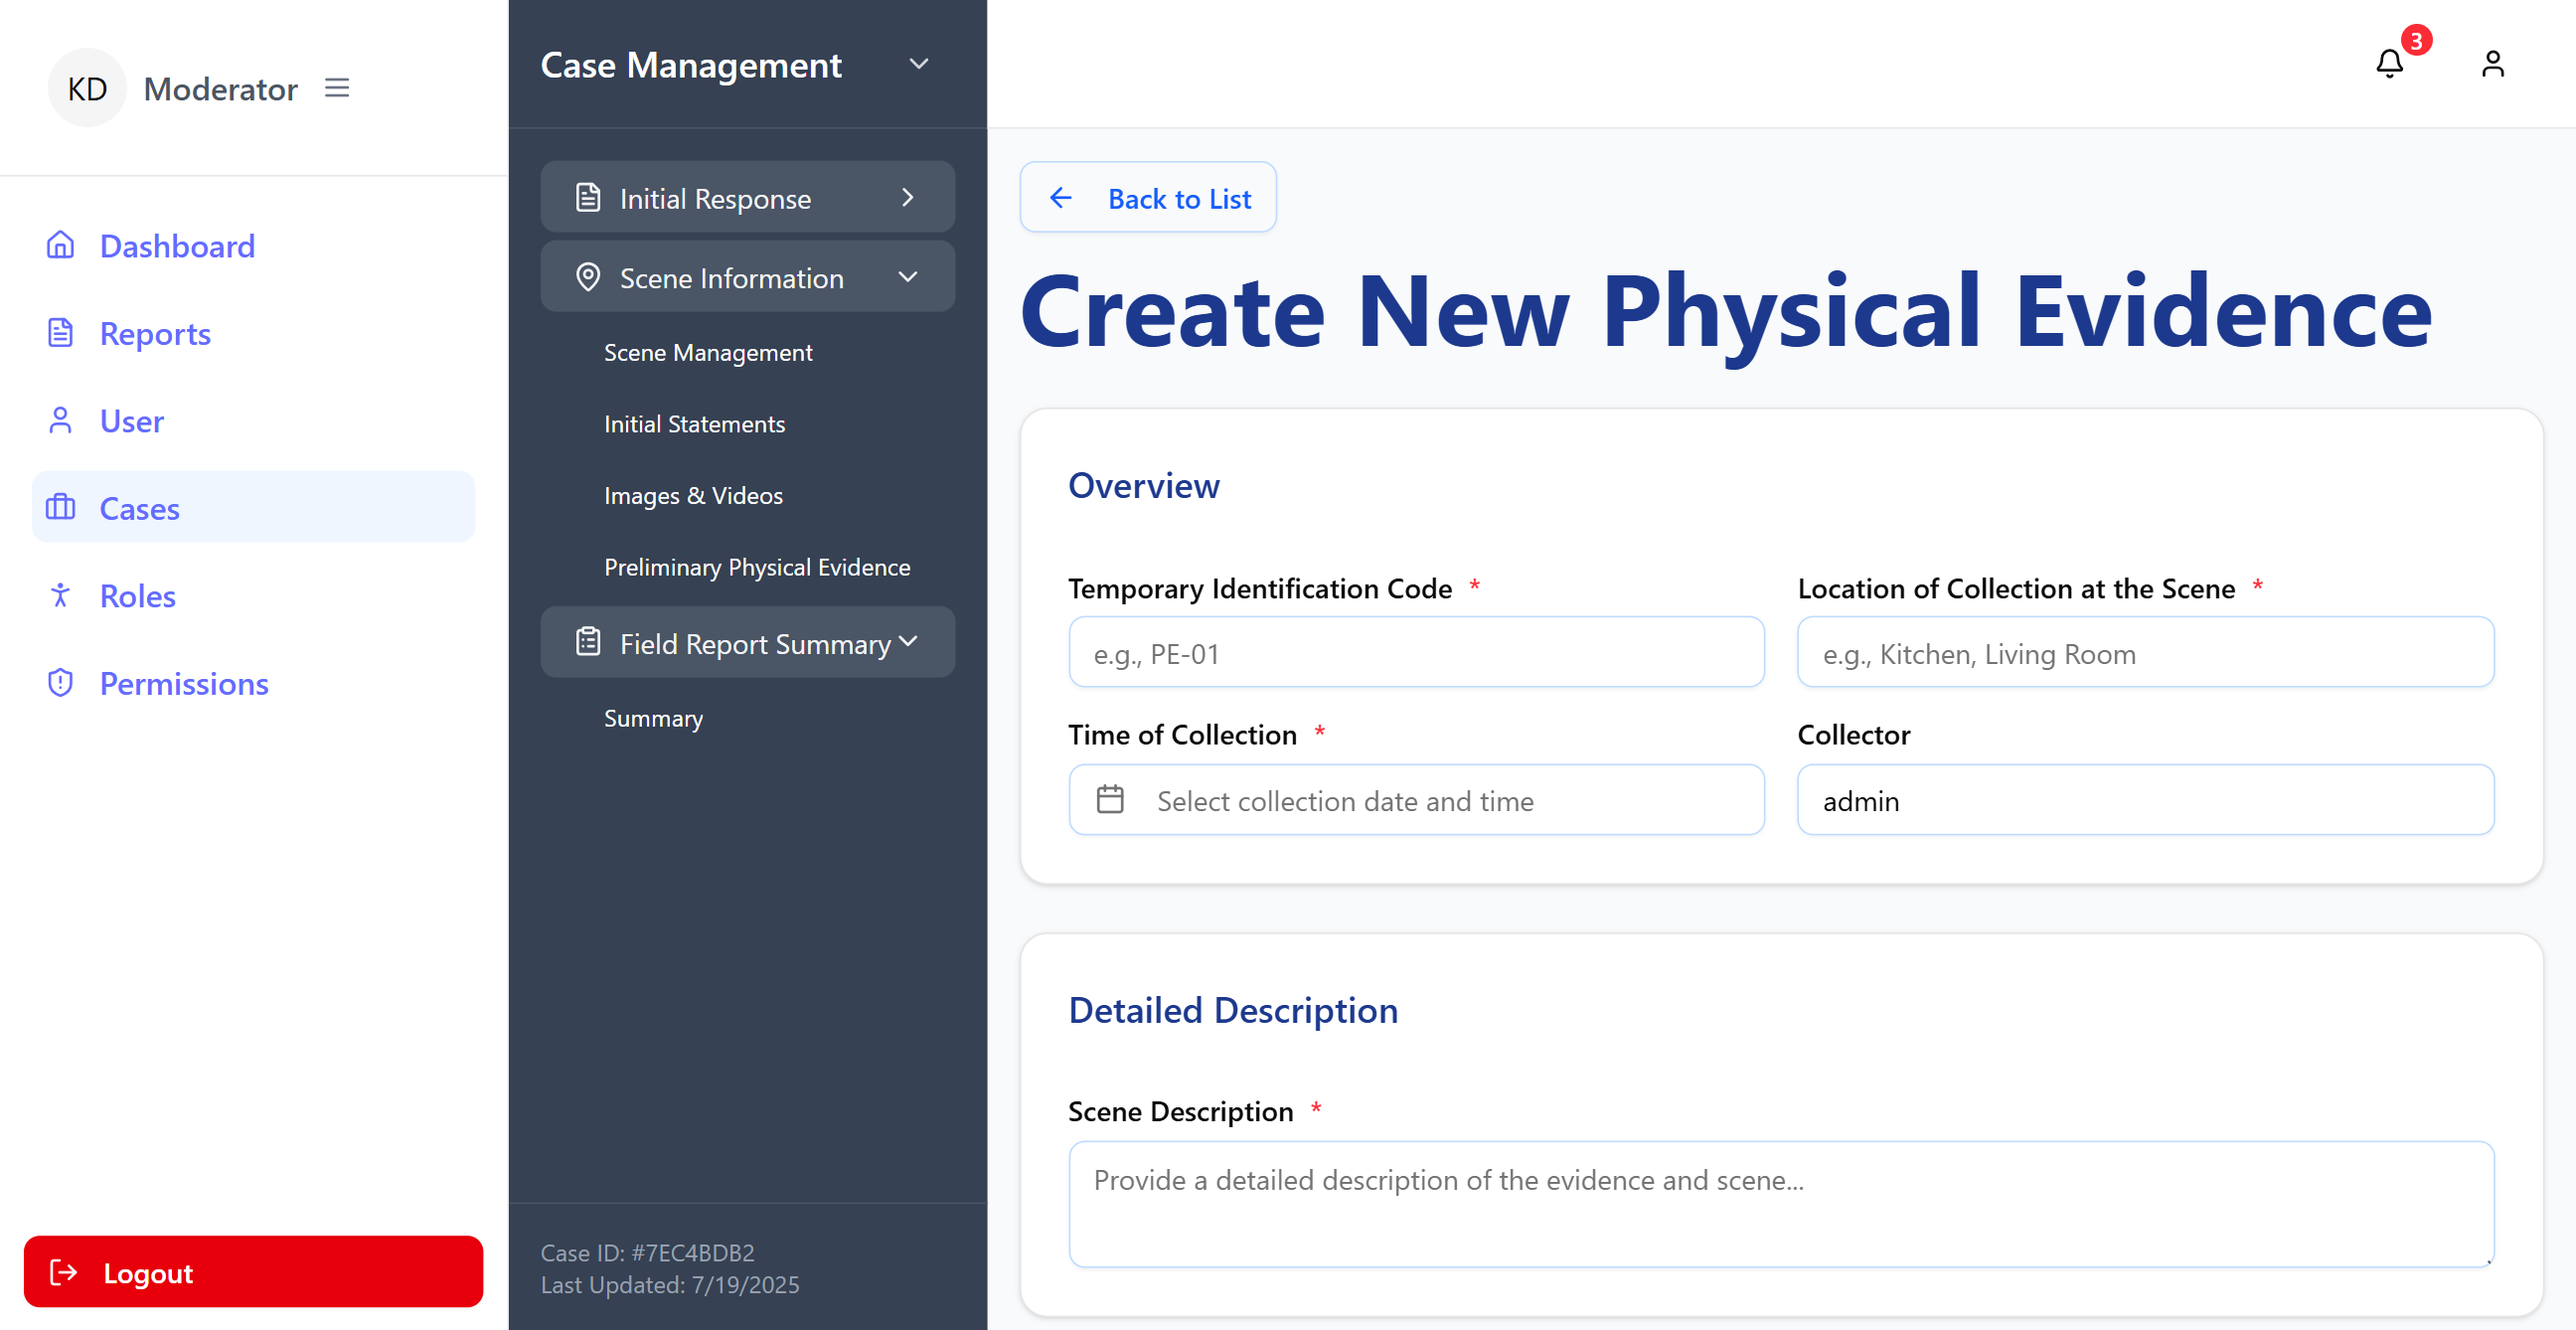 KD
Moderator
Dashboard
Reports
User
Cases
Roles
Permissions
Logout
Case Management
Initial Response
Scene Information
Scene Management
Initial Statements
Images & Videos
Preliminary Physical Evidence
Field Report Summary
Summary
Case ID: #7EC4BDB2
Last Updated: 7/19/2025
3
Back to List
Create New Physical Evidence
Overview
Temporary Identification Code *
e.g., PE-01
Location of Collection at the Scene *
e.g., Kitchen, Living Room
Time of Collection *
Select collection date and time
Collector
admin
Detailed Description
Scene Description *
Provide a detailed description of the evidence and scene...